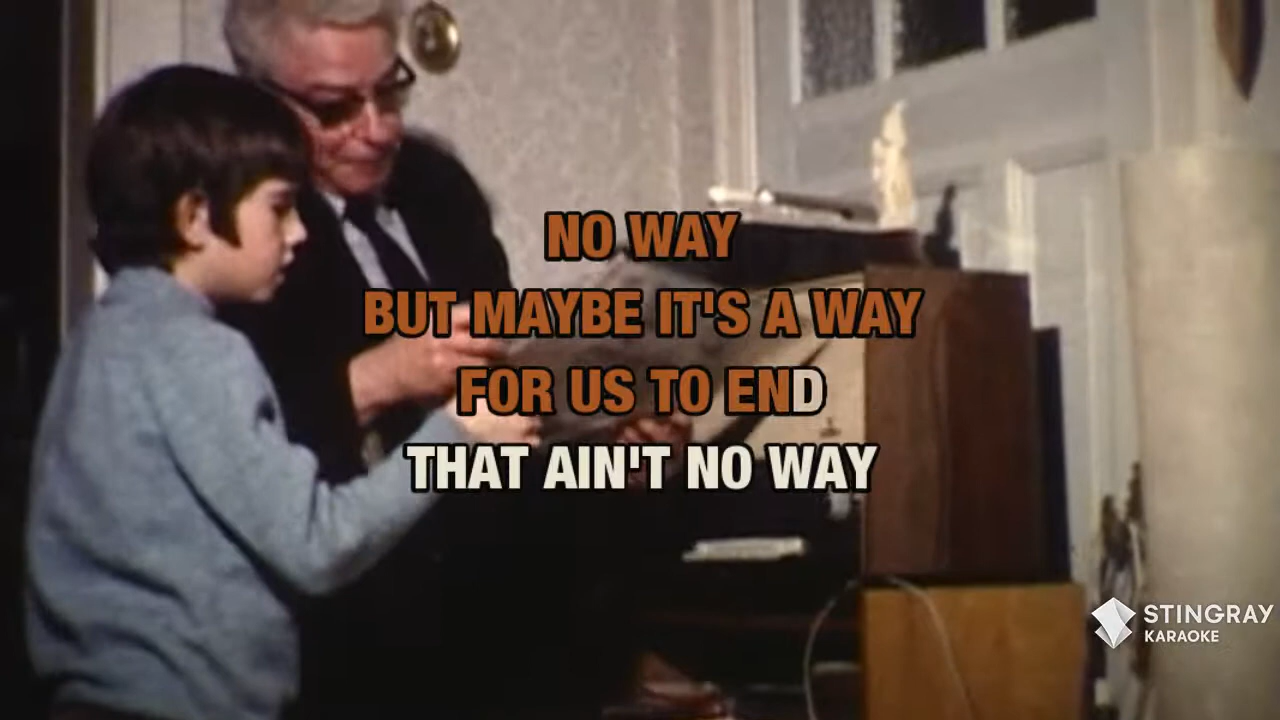 NO WAY
BUT MAYBE IT'S A WAY
FOR US TO END
THAT AIN'T NO WAY
STINGRAY
KARAOKE